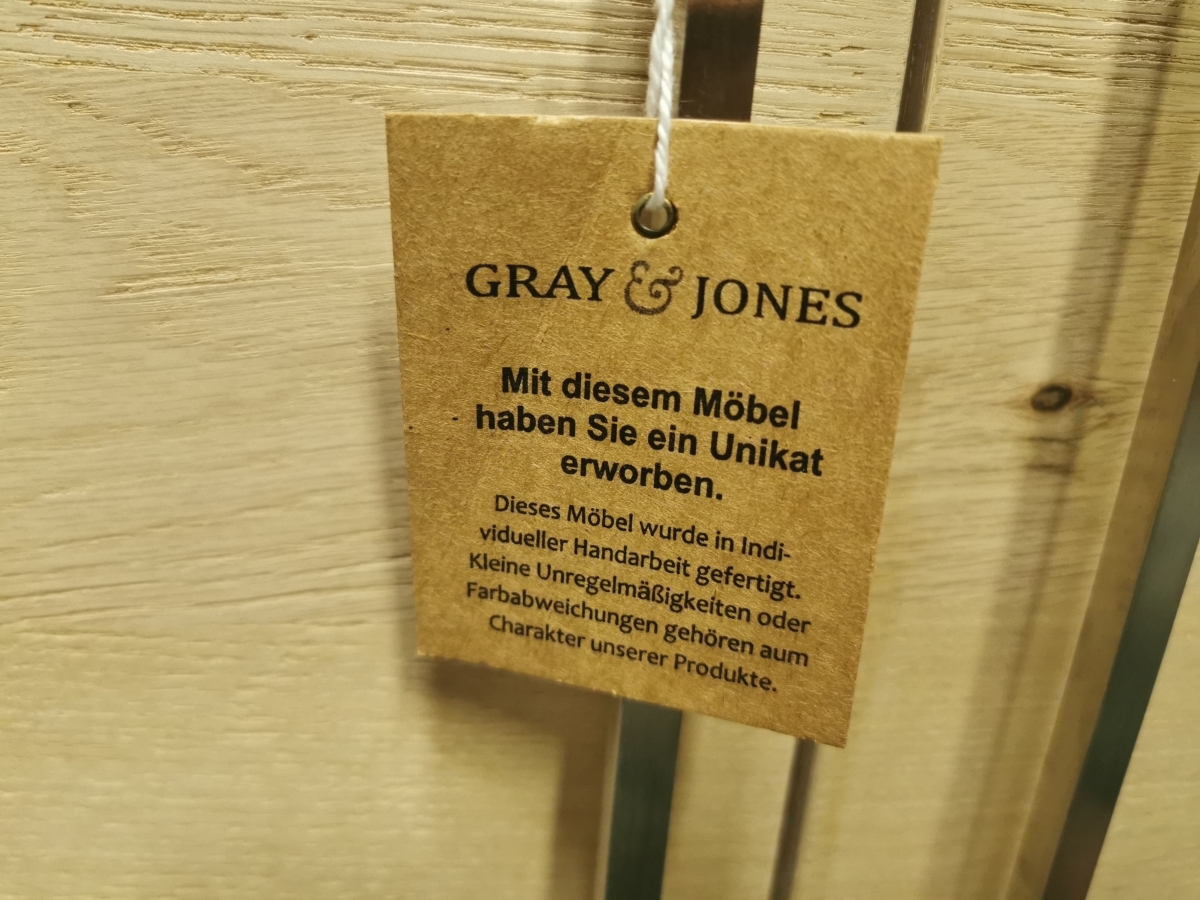 GRAY & JONES
Mit diesem Möbel
haben Sie ein Unikat
erworben.
Dieses Möbel wurde in Indi-
vidueller Handarbeit gefertigt.
Kleine Unregelmäßigkeiten oder
Farbabweichungen gehören aum
Charakter unserer Produkte.